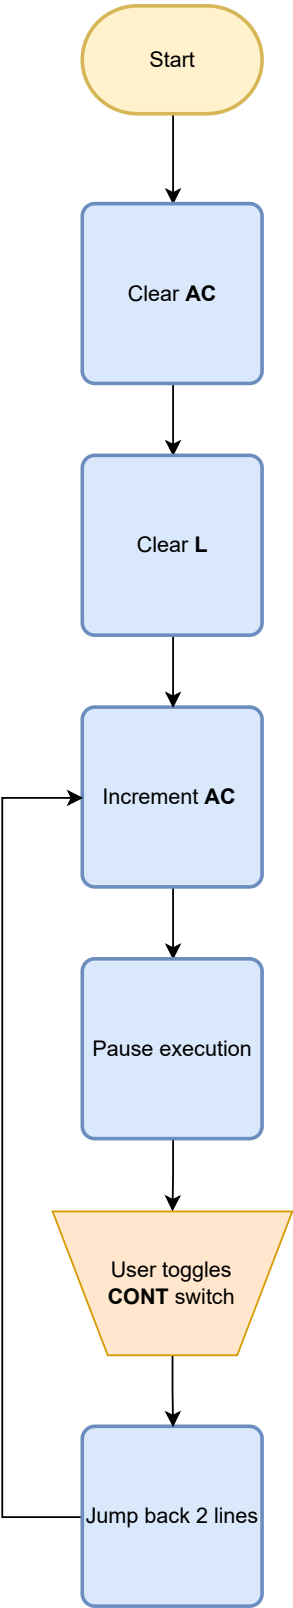 Start
Clear AC
Clear L
Increment AC
Pause execution
User toggles
CONT switch
Jump back 2 lines